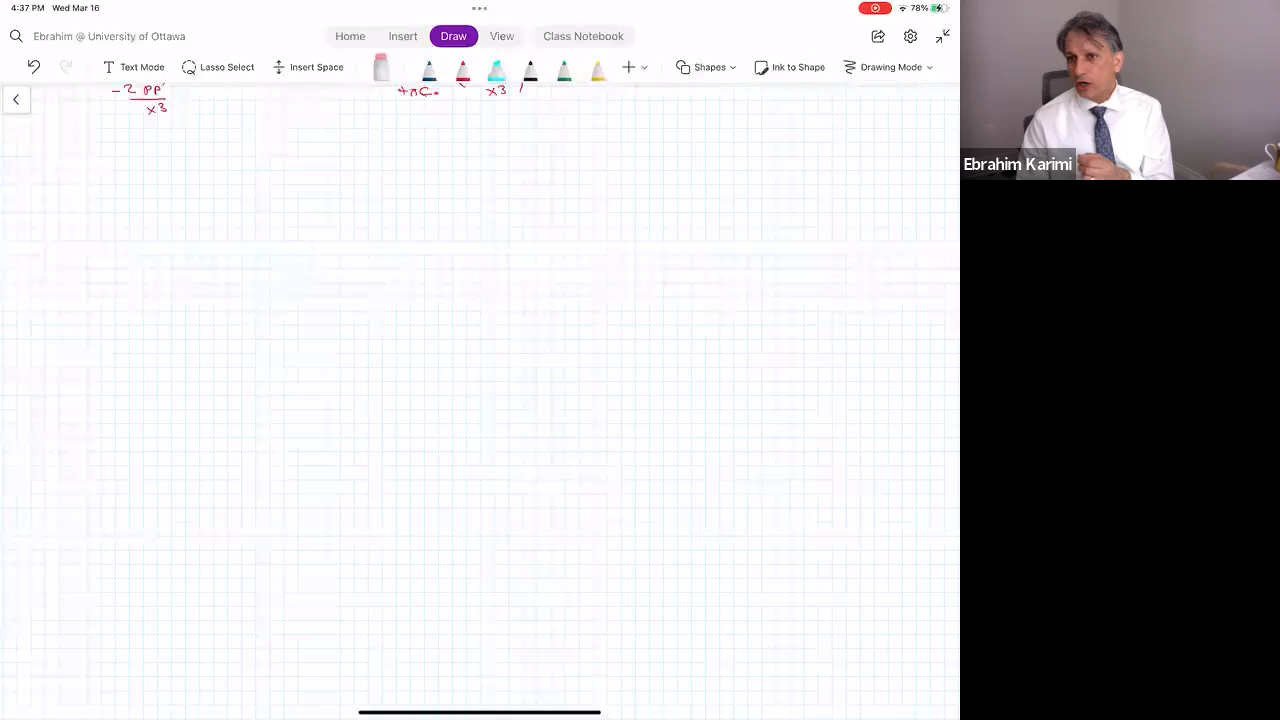 4:37 PM Wed Mar 16
78%
Ebrahim @ University of Ottawa
Home Insert Draw View Class Notebook
Text Mode Lasso Select Insert Space Shapes Ink to Shape Drawing Mode
-2 pp'
x3
x3
Ebrahim Karimi